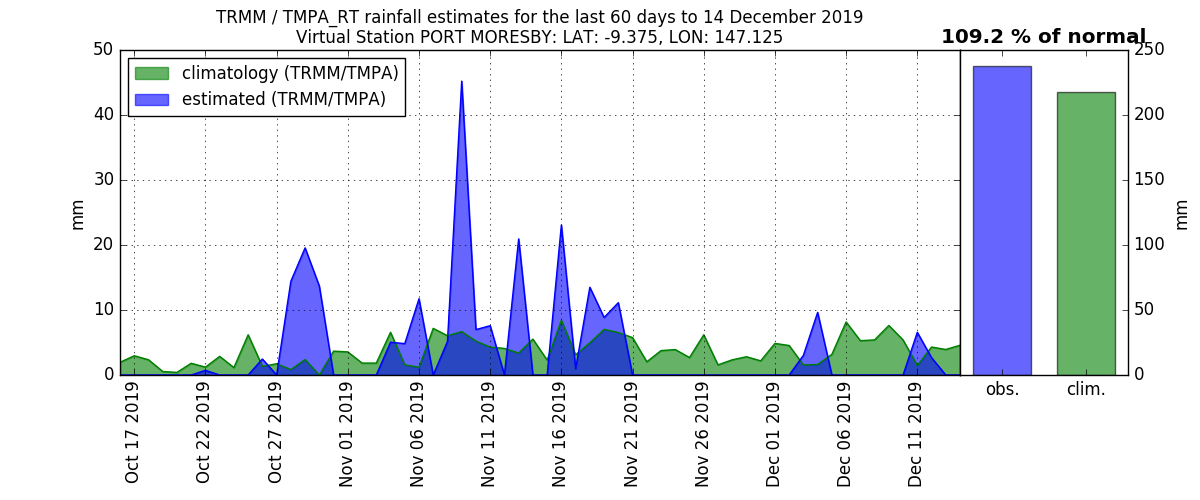 TRMM / TMPA_RT rainfall estimates for the last 60 days to 14 December 2019
Virtual Station PORT MORESBY: LAT: -9.375, LON: 147.125
109.2 % of normal
climatology (TRMM/TMPA)
estimated (TRMM/TMPA)
50
40
30
20
10
0
mm
Oct 17 2019
Oct 22 2019
Oct 27 2019
Nov 01 2019
Nov 06 2019
Nov 11 2019
Nov 16 2019
Nov 21 2019
Nov 26 2019
Dec 01 2019
Dec 06 2019
Dec 11 2019
obs.
clim.
250
200
150
100
50
0
mm